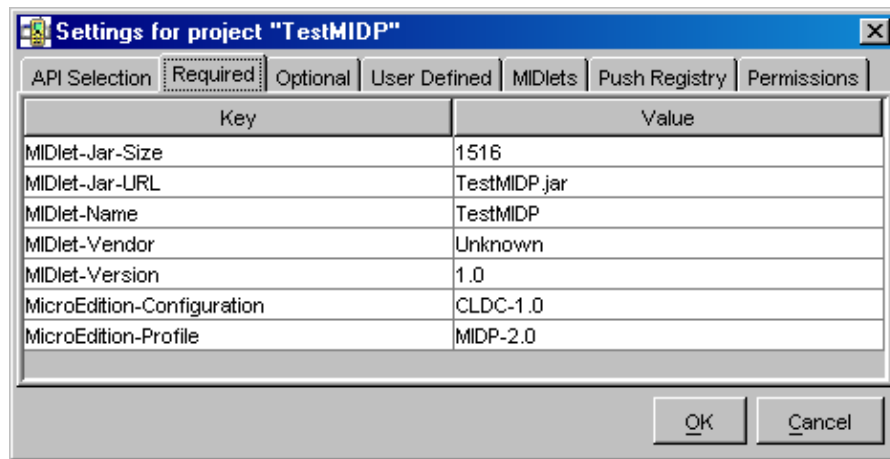 Settings for project "TestMIDP"
API Selection Required Optional User Defined MIDlets Push Registry Permissions
Key Value
MIDlet-Jar-Size 1516
MIDlet-Jar-URL TestMIDP.jar
MIDlet-Name TestMIDP
MIDlet-Vendor Unknown
MIDlet-Version 1.0
MicroEdition-Configuration CLDC-1.0
MicroEdition-Profile MIDP-2.0
OK Cancel